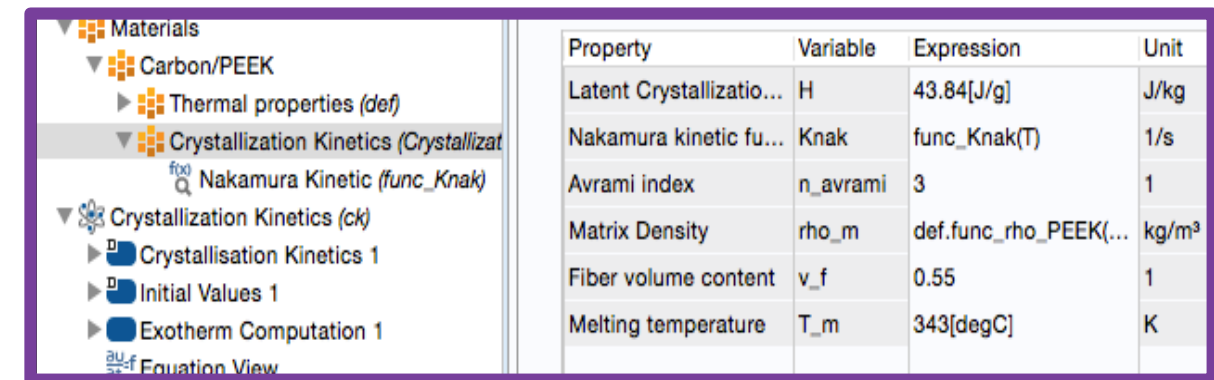 Materials
Carbon/PEEK
Thermal properties (def)
Crystallization Kinetics (Crystallizat
f(x) Nakamura Kinetic (func_Knak)
Crystallization Kinetics (ck)
D Crystallisation Kinetics 1
D Initial Values 1
Exotherm Computation 1
Equation View
Property Variable Expression Unit
Latent Crystallizatio... H 43.84[J/g] J/kg
Nakamura kinetic fu... Knak func_Knak(T) 1/s
Avrami index n_avrami 3 1
Matrix Density rho_m def.func_rho_PEEK(... kg/m³
Fiber volume content v_f 0.55 1
Melting temperature T_m 343[degC] K